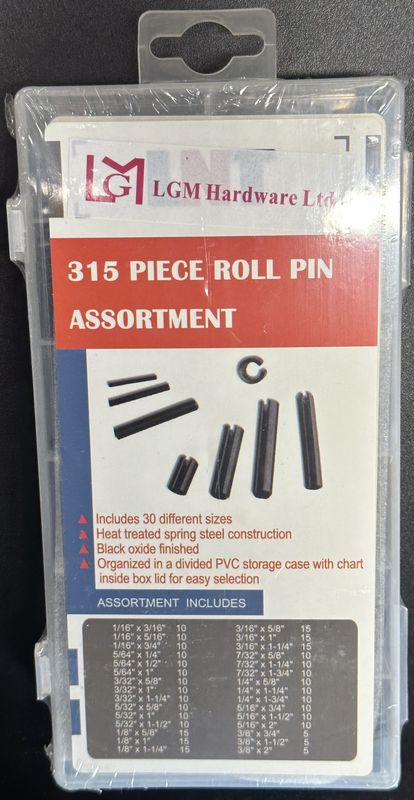 LGM
LGM Hardware Ltd
315 PIECE ROLL PIN
ASSORTMENT
▲ Includes 30 different sizes
▲ Heat treated spring steel construction
▲ Black oxide finished
▲ Organized in a divided PVC storage case with chart
inside box lid for easy selection
ASSORTMENT INCLUDES
1/16" x 3/16" 10
1/16" x 5/16" 10
1/16" x 3/4" 10
5/64" x 1/4" 10
5/64" x 1/2" 10
5/64" x 1" 10
3/32" x 5/8" 10
3/32" x 1" 10
3/32" x 1-1/4" 10
5/32" x 5/8" 10
5/32" x 1" 10
5/32" x 1-1/2" 10
1/8" x 5/8" 15
1/8" x 1" 15
1/8" x 1-1/4" 15
3/16" x 5/8" 15
3/16" x 1" 15
3/16" x 1-1/4" 15
7/32" x 5/8" 10
7/32" x 1-1/4" 10
7/32" x 1-3/4" 10
1/4" x 5/8" 10
1/4" x 1-1/4" 10
1/4" x 1-3/4" 10
5/16" x 3/4" 10
5/16" x 1-1/2" 10
5/16" x 2" 10
3/8" x 3/4" 5
3/8" x 1-1/2" 5
3/8" x 2" 5